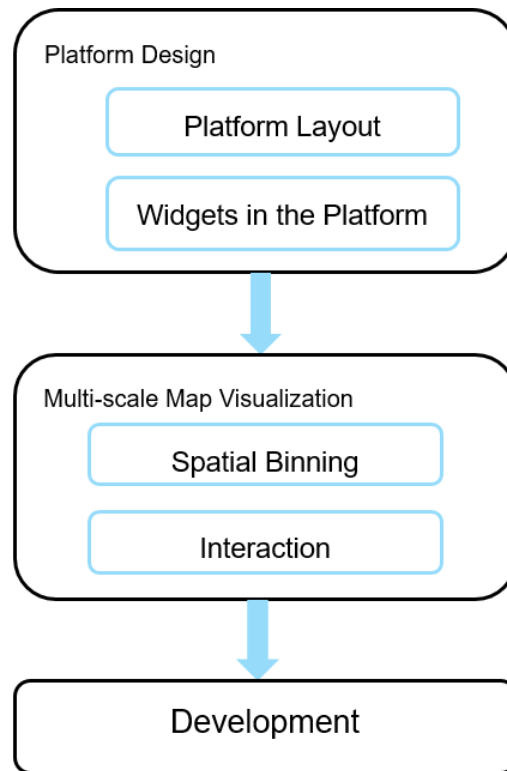 Platform Design
Platform Layout
Widgets in the Platform
Multi-scale Map Visualization
Spatial Binning
Interaction
Development